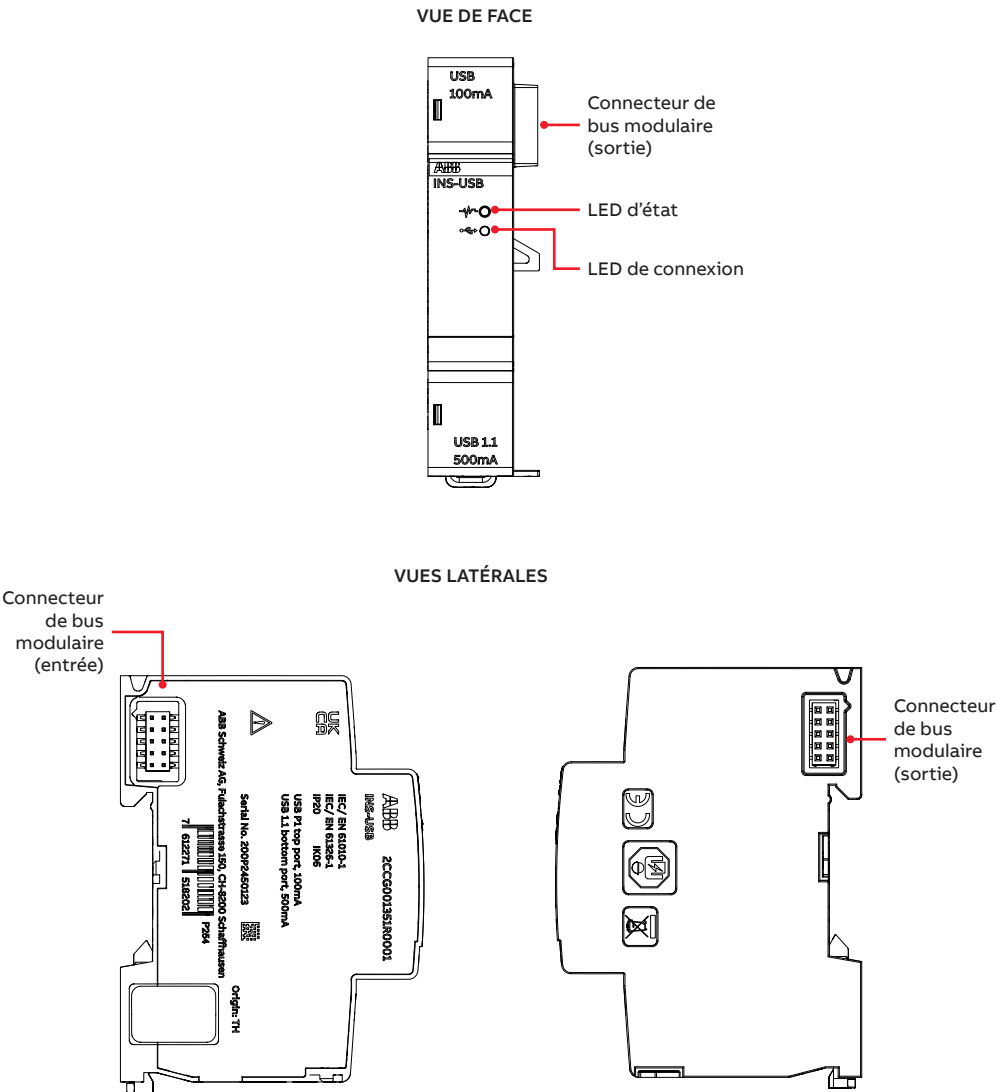 VUE DE FACE
USB
100mA
Connecteur de
bus modulaire
(sortie)
ABB
INS-USB
LED d'état
LED de connexion
USB 1.1
500mA
VUES LATÉRALES
Connecteur
de bus
modulaire
(entrée)
ABB
INS-USB
2CCG001351R0001
IEC/ EN 61010-1
IEC/ EN 61326-1
IP20 IK06
USB P1 top port, 100mA
USB 1.1 bottom port, 500mA
UK
CA
Serial No. 200P2450123
ABB Schweiz AG, Fulachstrasse 150, CH-8200 Schaffhausen
P254
7 612271 518202
Origin: TH
CE
Connecteur
de bus
modulaire
(sortie)